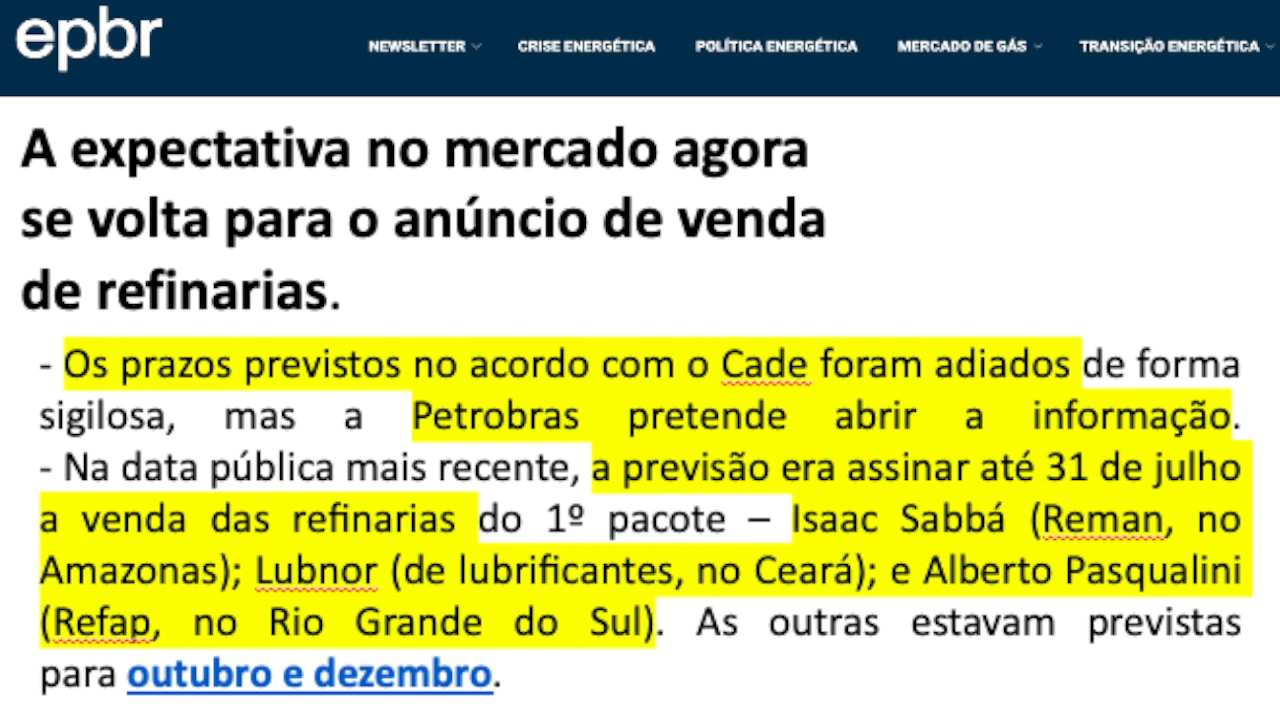 epbr
NEWSLETTER CRISE ENERGÉTICA POLÍTICA ENERGÉTICA MERCADO DE GÁS TRANSIÇÃO ENERGÉTICA
A expectativa no mercado agora
se volta para o anúncio de venda
de refinarias.
- Os prazos previstos no acordo com o Cade foram adiados de forma
sigilosa, mas a Petrobras pretende abrir a informação.
- Na data pública mais recente, a previsão era assinar até 31 de julho
a venda das refinarias do 1º pacote – Isaac Sabbá (Reman, no
Amazonas); Lubnor (de lubrificantes, no Ceará); e Alberto Pasqualini
(Refap, no Rio Grande do Sul). As outras estavam previstas
para outubro e dezembro.